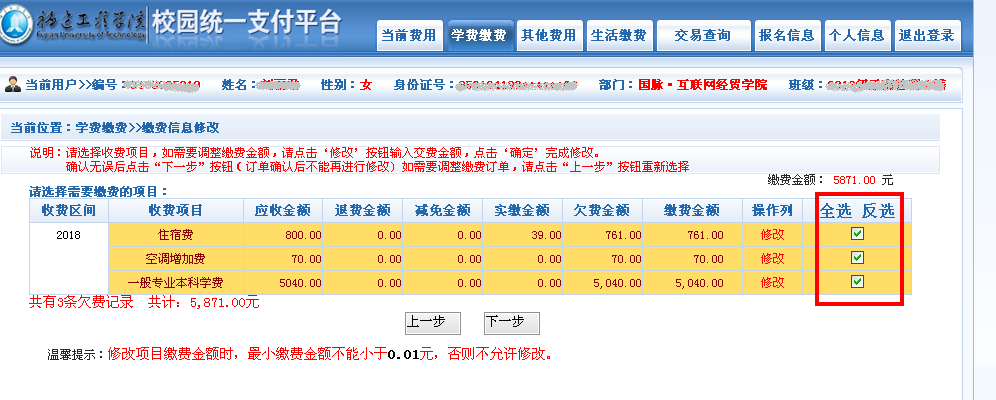 福建工程学院 校园统一支付平台
Fujian University of Technology
当前费用 学费缴费 其他费用 生活缴费 交易查询 报名信息 个人信息 退出登录
当前用户>>编号: 姓名: 性别:女 身份证号: 部门:国脉·互联网经贸学院 班级:
当前位置:学费缴费>>缴费信息修改
说明:请选择收费项目,如需要调整缴费金额,请点击‘修改’按钮输入交费金额,点击‘确定’完成修改。
确认无误后点击“下一步”按钮(订单确认后不能再进行修改)如需要调整缴费订单,请点击“上一步”按钮重新选择
缴费金额: 5871.00 元
请选择需要缴费的项目:
收费区间 收费项目 应收金额 退费金额 减免金额 实缴金额 欠费金额 缴费金额 操作列 全选 反选
2018 住宿费 800.00 0.00 0.00 39.00 761.00 761.00 修改
空调增加费 70.00 0.00 0.00 0.00 70.00 70.00 修改
一般专业本科学费 5040.00 0.00 0.00 0.00 5,040.00 5,040.00 修改
共有3条欠费记录 共计:5,871.00元
上一步 下一步
温馨提示:修改项目缴费金额时,最小缴费金额不能小于0.01元,否则不允许修改。